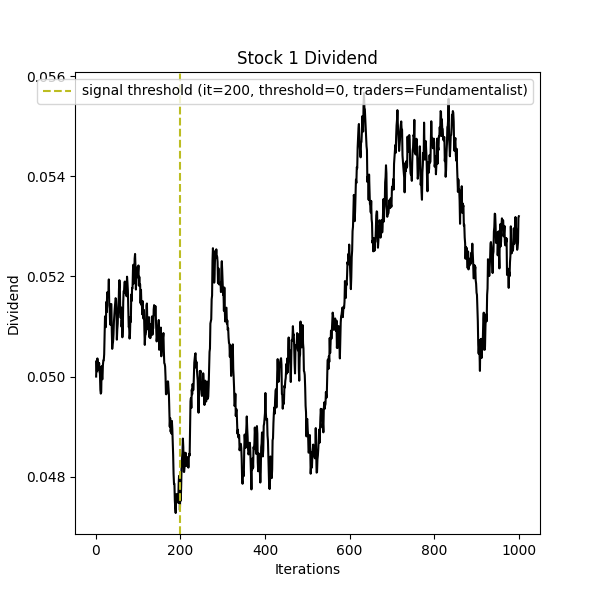 Stock 1 Dividend
signal threshold (it=200, threshold=0, traders=Fundamentalist)
0.056
0.054
0.052
0.050
0.048
Dividend
0 200 400 600 800 1000
Iterations